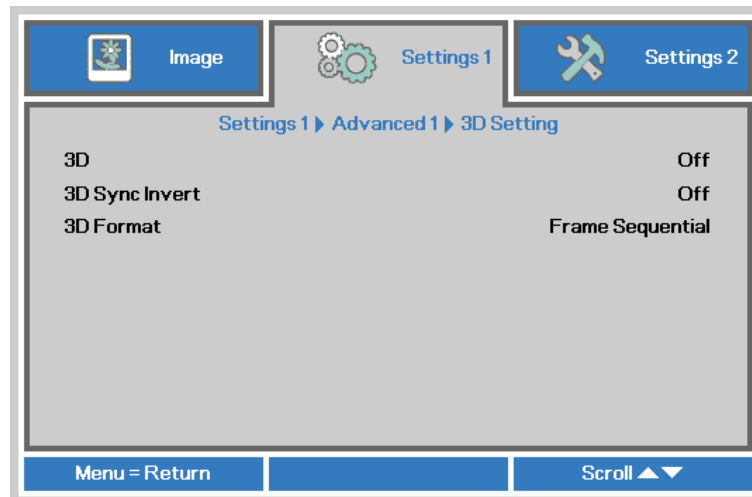 Image Settings 1 Settings 2
Settings 1 ▶ Advanced 1 ▶ 3D Setting
3D Off
3D Sync Invert Off
3D Format Frame Sequential
Menu = Return Scroll ▲▼